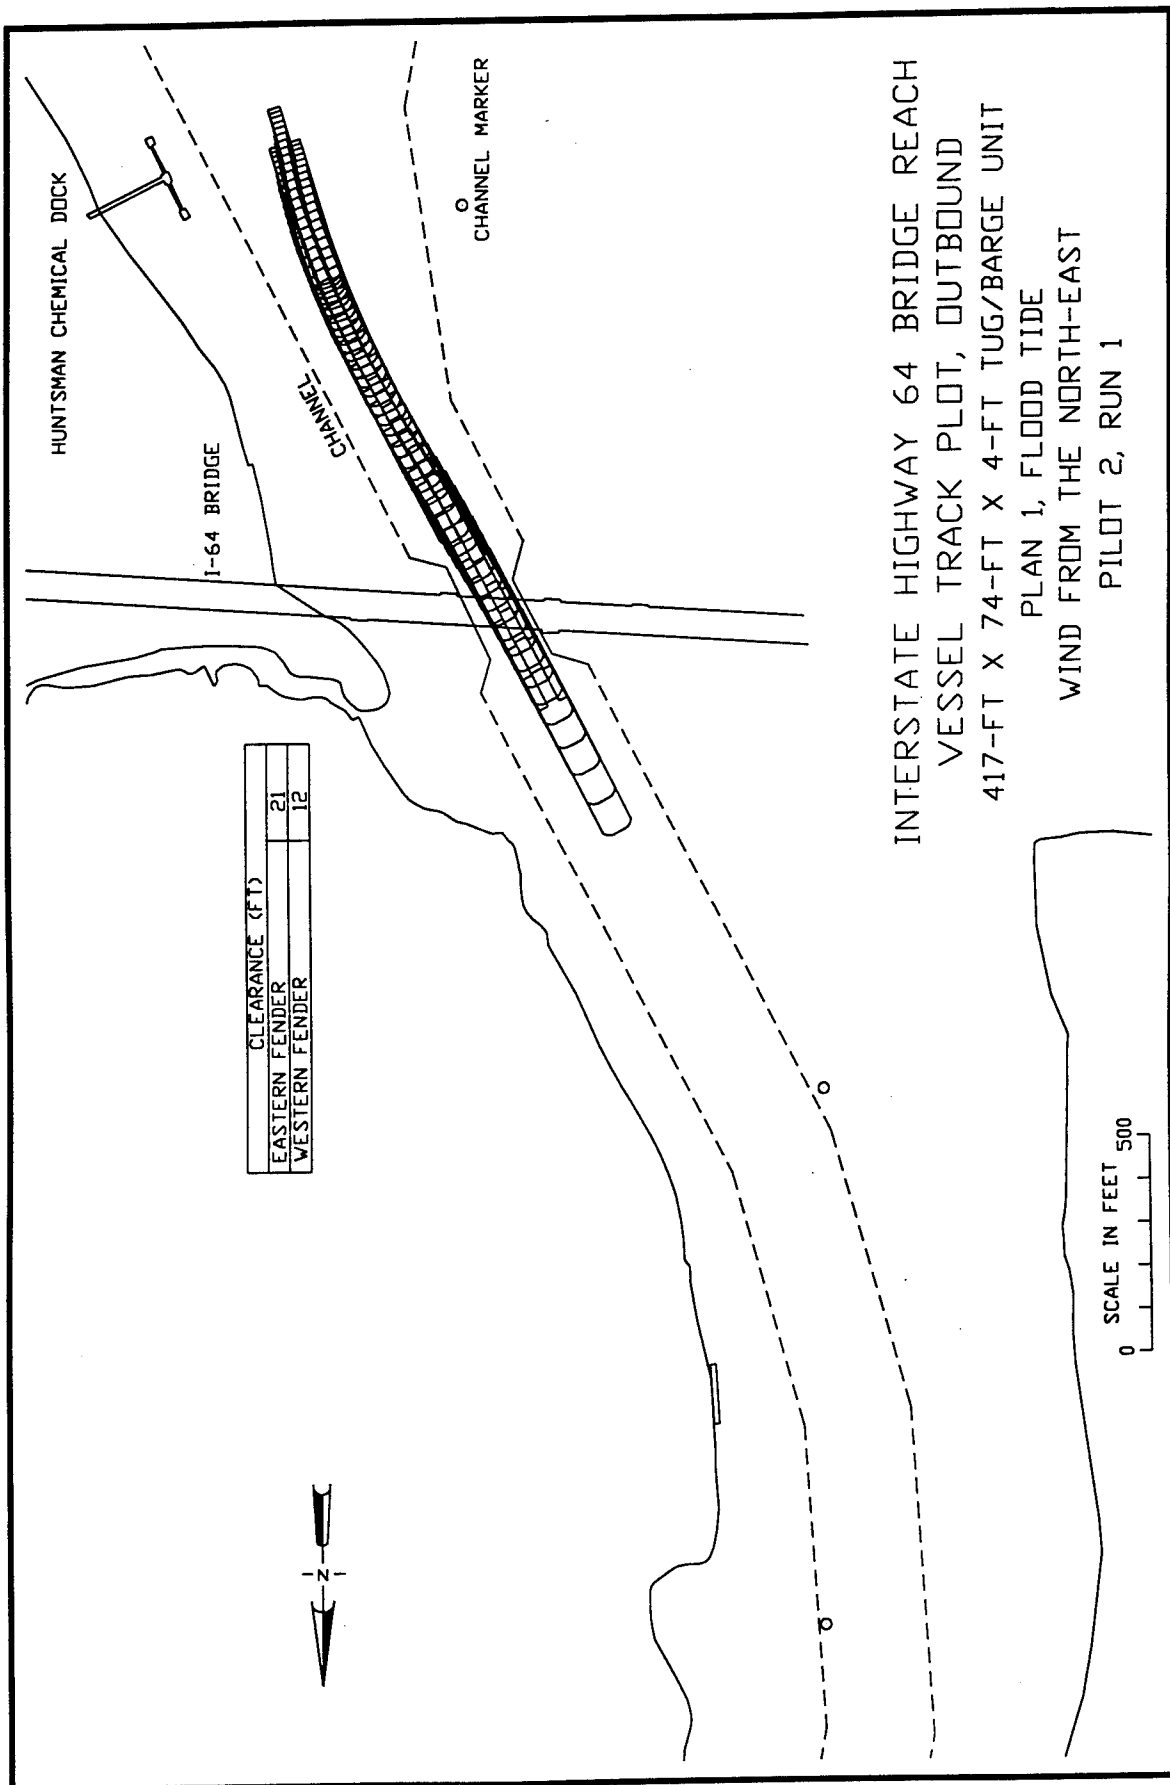 HUNTSMAN CHEMICAL DOCK
CHANNEL MARKER
CHANNEL
I-64 BRIDGE
CLEARANCE (FT)
EASTERN FENDER 21
WESTERN FENDER 12
N
SCALE IN FEET
0 500
INTERSTATE HIGHWAY 64 BRIDGE REACH
VESSEL TRACK PLOT, OUTBOUND
417-FT X 74-FT X 4-FT TUG/BARGE UNIT
PLAN 1, FLOOD TIDE
WIND FROM THE NORTH-EAST
PILOT 2, RUN 1